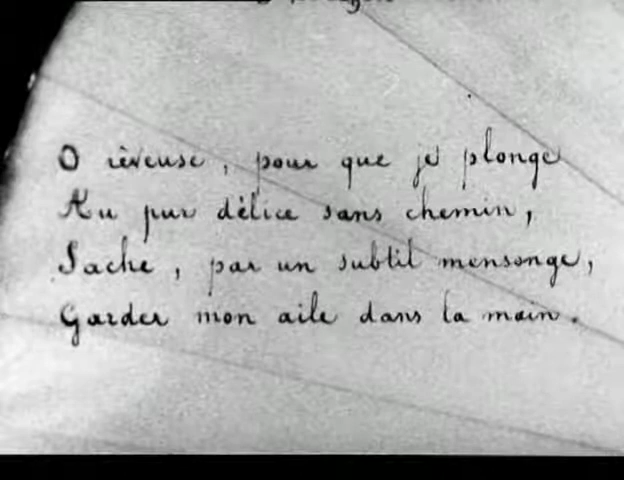 O rêveuse, pour que je plonge
Au pur délice sans chemin,
Sache, par un subtil mensonge,
Garder mon aile dans la main.